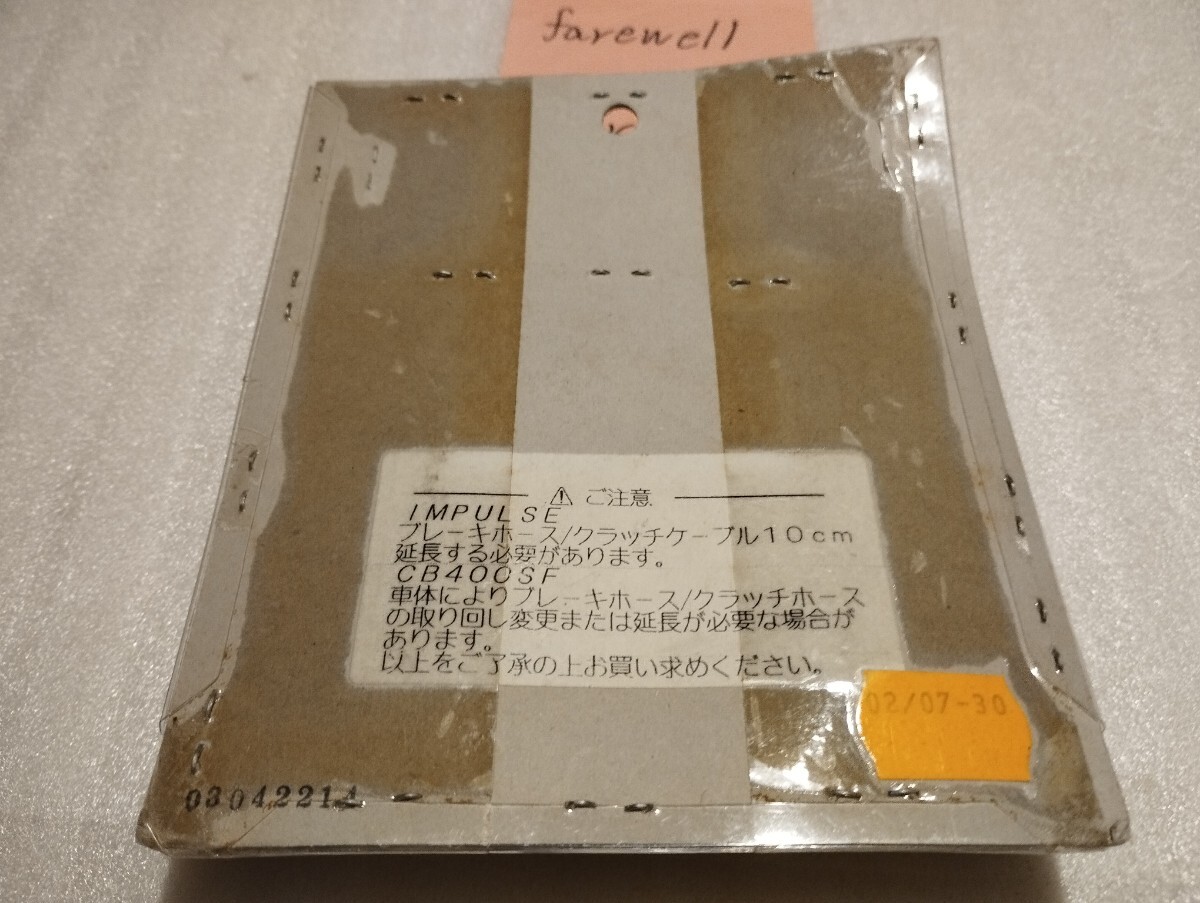 farewell
⚠ ご注意
IMPULSE
ブレーキホース/クラッチケーブル10cm
延長する必要があります。
CB400SF
車体によりブレーキホース/クラッチホース
の取り回し変更または延長が必要な場合が
あります。
以上をご了承の上お買い求めください。
02/07-30
03042214